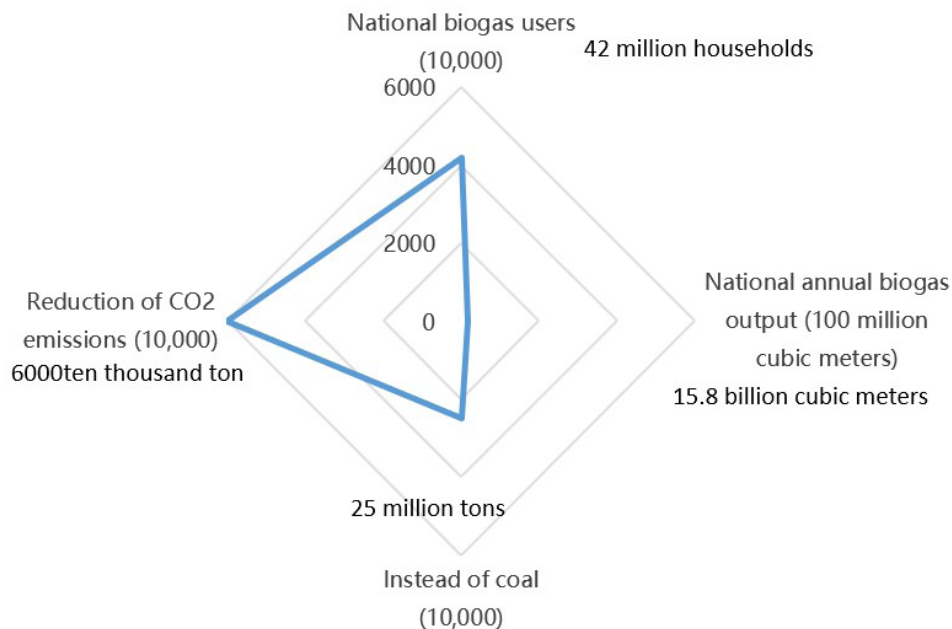 National biogas users
(10,000)
42 million households
6000
4000
2000
0
Reduction of CO2
emissions (10,000)
6000ten thousand ton
National annual biogas
output (100 million
cubic meters)
15.8 billion cubic meters
25 million tons
Instead of coal
(10,000)